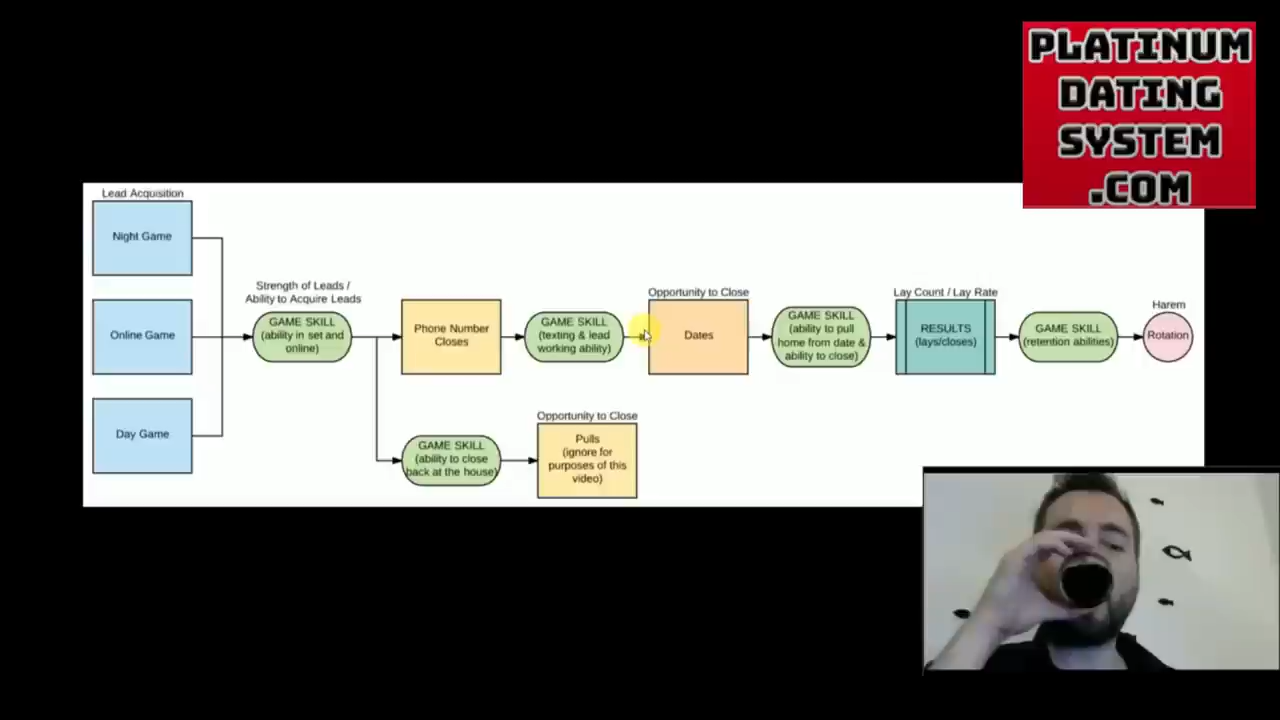 PLATINUM
DATING
SYSTEM
.COM
Lead Acquisition
Night Game
Online Game
Day Game
Strength of Leads /
Ability to Acquire Leads
GAME SKILL
(ability in set and
online)
Phone Number
Closes
GAME SKILL
(texting & lead
working ability)
Opportunity to Close
Dates
GAME SKILL
(ability to pull
home from date &
ability to close)
Lay Count / Lay Rate
RESULTS
(lays/closes)
GAME SKILL
(retention abilities)
Harem
Rotation
GAME SKILL
(ability to close
back at the house)
Opportunity to Close
Pulls
(ignore for
purposes of this
video)